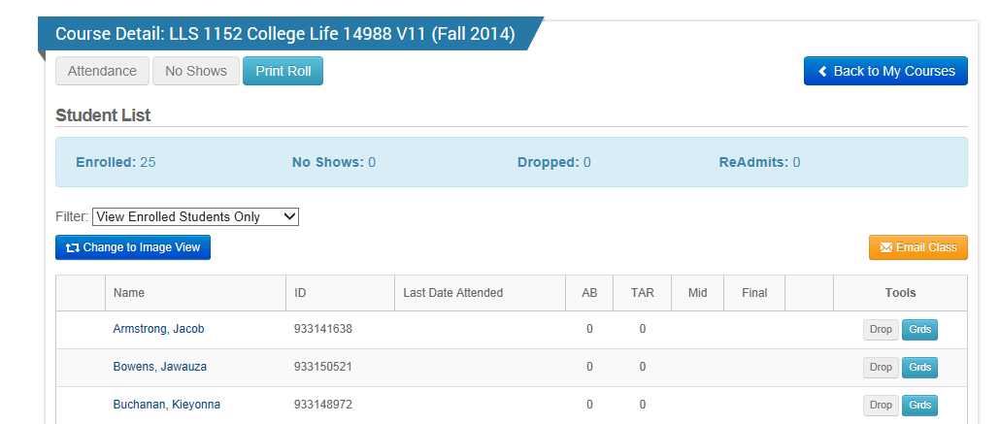 Course Detail: LLS 1152 College Life 14988 V11 (Fall 2014)
Attendance No Shows Print Roll Back to My Courses
Student List
Enrolled: 25 No Shows: 0 Dropped: 0 ReAdmits: 0
Filter: View Enrolled Students Only
Change to Image View Email Class
Name ID Last Date Attended AB TAR Mid Final Tools
Armstrong, Jacob 933141638 0 0 Drop Grds
Bowens, Jawauza 933150521 0 0 Drop Grds
Buchanan, Kieyonna 933148972 0 0 Drop Grds